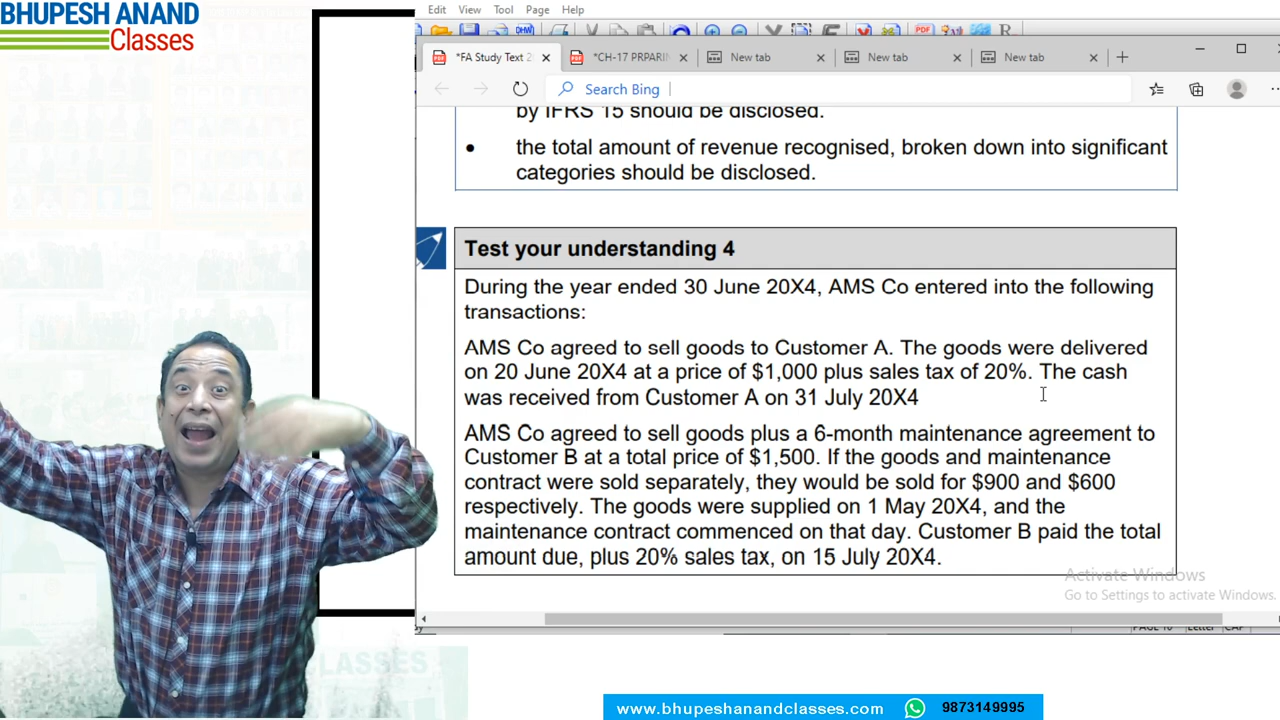 BHUPESH ANAND
Classes
Edit View Tool Page Help
*FA Study Text 2
*CH-17 PRPARIN
New tab
New tab
New tab
Search Bing
by IFRS 15 should be disclosed.
• the total amount of revenue recognised, broken down into significant
categories should be disclosed.
Test your understanding 4
During the year ended 30 June 20X4, AMS Co entered into the following
transactions:
AMS Co agreed to sell goods to Customer A. The goods were delivered
on 20 June 20X4 at a price of $1,000 plus sales tax of 20%. The cash
was received from Customer A on 31 July 20X4
AMS Co agreed to sell goods plus a 6-month maintenance agreement to
Customer B at a total price of $1,500. If the goods and maintenance
contract were sold separately, they would be sold for $900 and $600
respectively. The goods were supplied on 1 May 20X4, and the
maintenance contract commenced on that day. Customer B paid the total
amount due, plus 20% sales tax, on 15 July 20X4.
Activate Windows
Go to Settings to activate Windows.
CLASSES
www.bhupeshanandclasses.com 9873149995